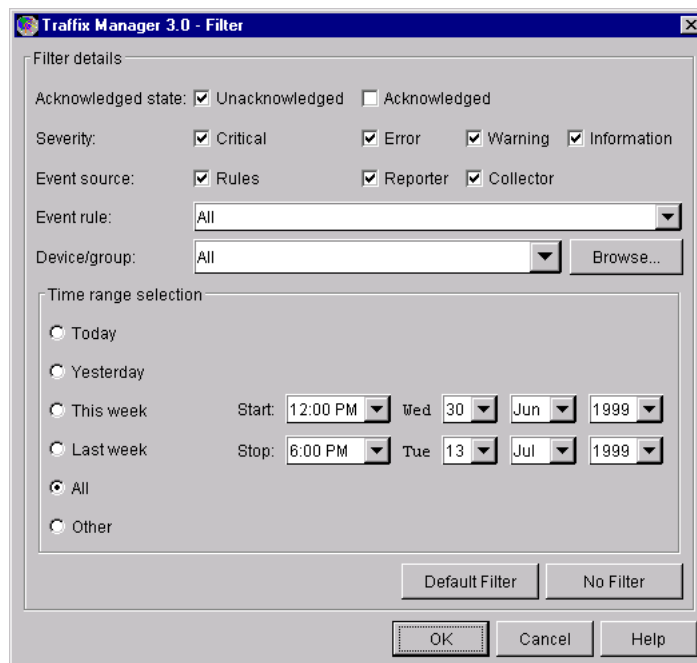 Traffix Manager 3.0 - Filter
Filter details
Acknowledged state: Unacknowledged Acknowledged
Severity: Critical Error Warning Information
Event source: Rules Reporter Collector
Event rule: All
Device/group: All Browse...
Time range selection
Today
Yesterday
This week Start: 12:00 PM Wed 30 Jun 1999
Last week Stop: 6:00 PM Tue 13 Jul 1999
All
Other
Default Filter No Filter
OK Cancel Help